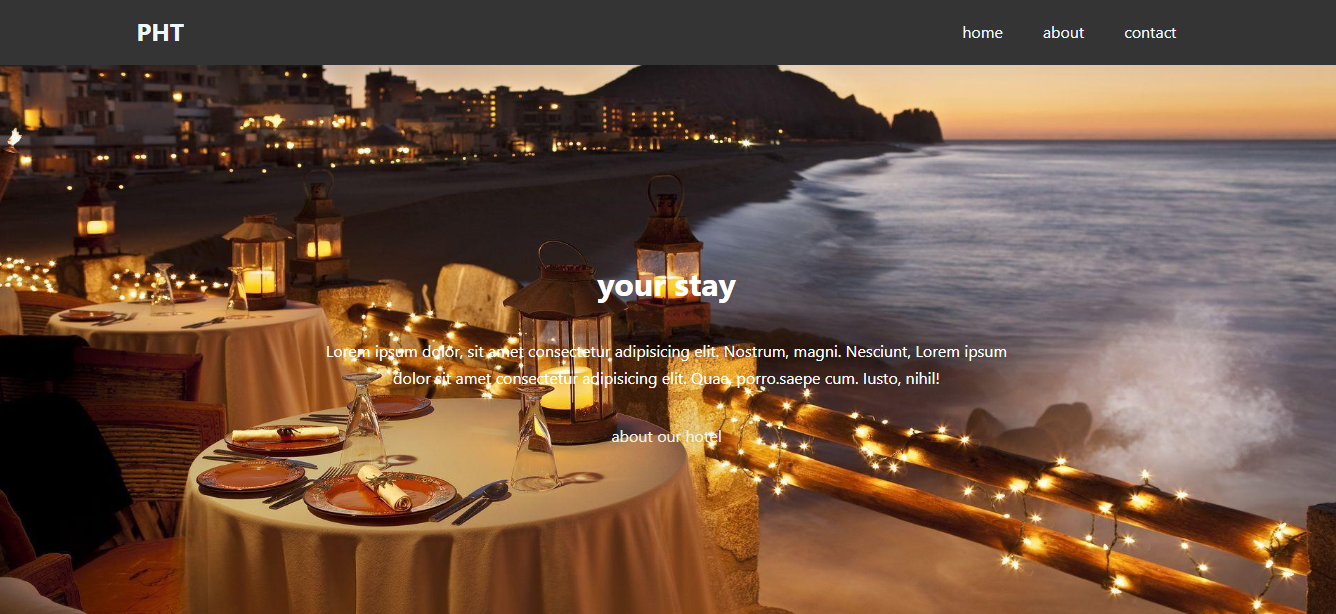 PHT
home about contact
your stay
Lorem ipsum dolor, sit amet consectetur adipisicing elit. Nostrum, magni. Nesciunt, Lorem ipsum
dolor sit amet consectetur adipisicing elit. Quae, porro.saepe cum. Iusto, nihil!
about our hotel